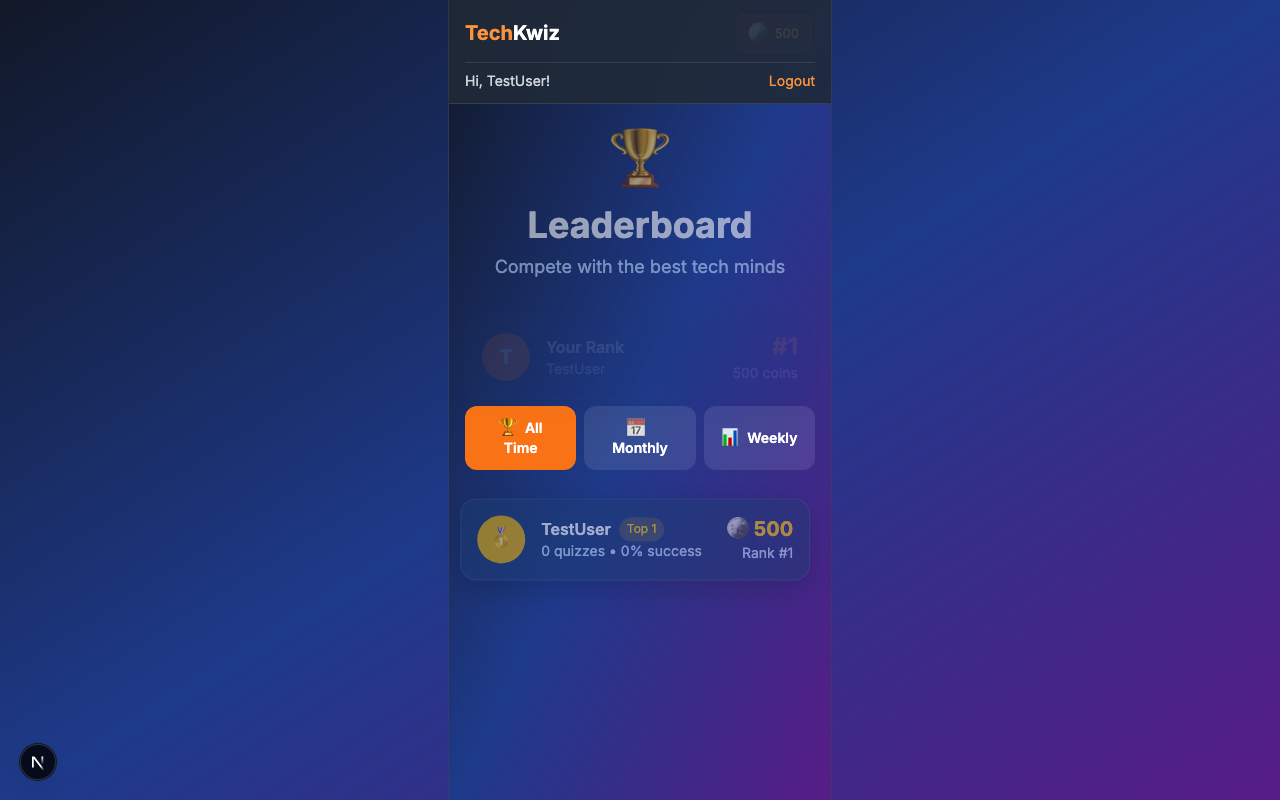 TechKwiz
500
Hi, TestUser!
Logout
Leaderboard
Compete with the best tech minds
T
Your Rank
TestUser
#1
500 coins
All
Time
17
Monthly
Weekly
TestUser
Top 1
500
0 quizzes • 0% success
Rank #1
N